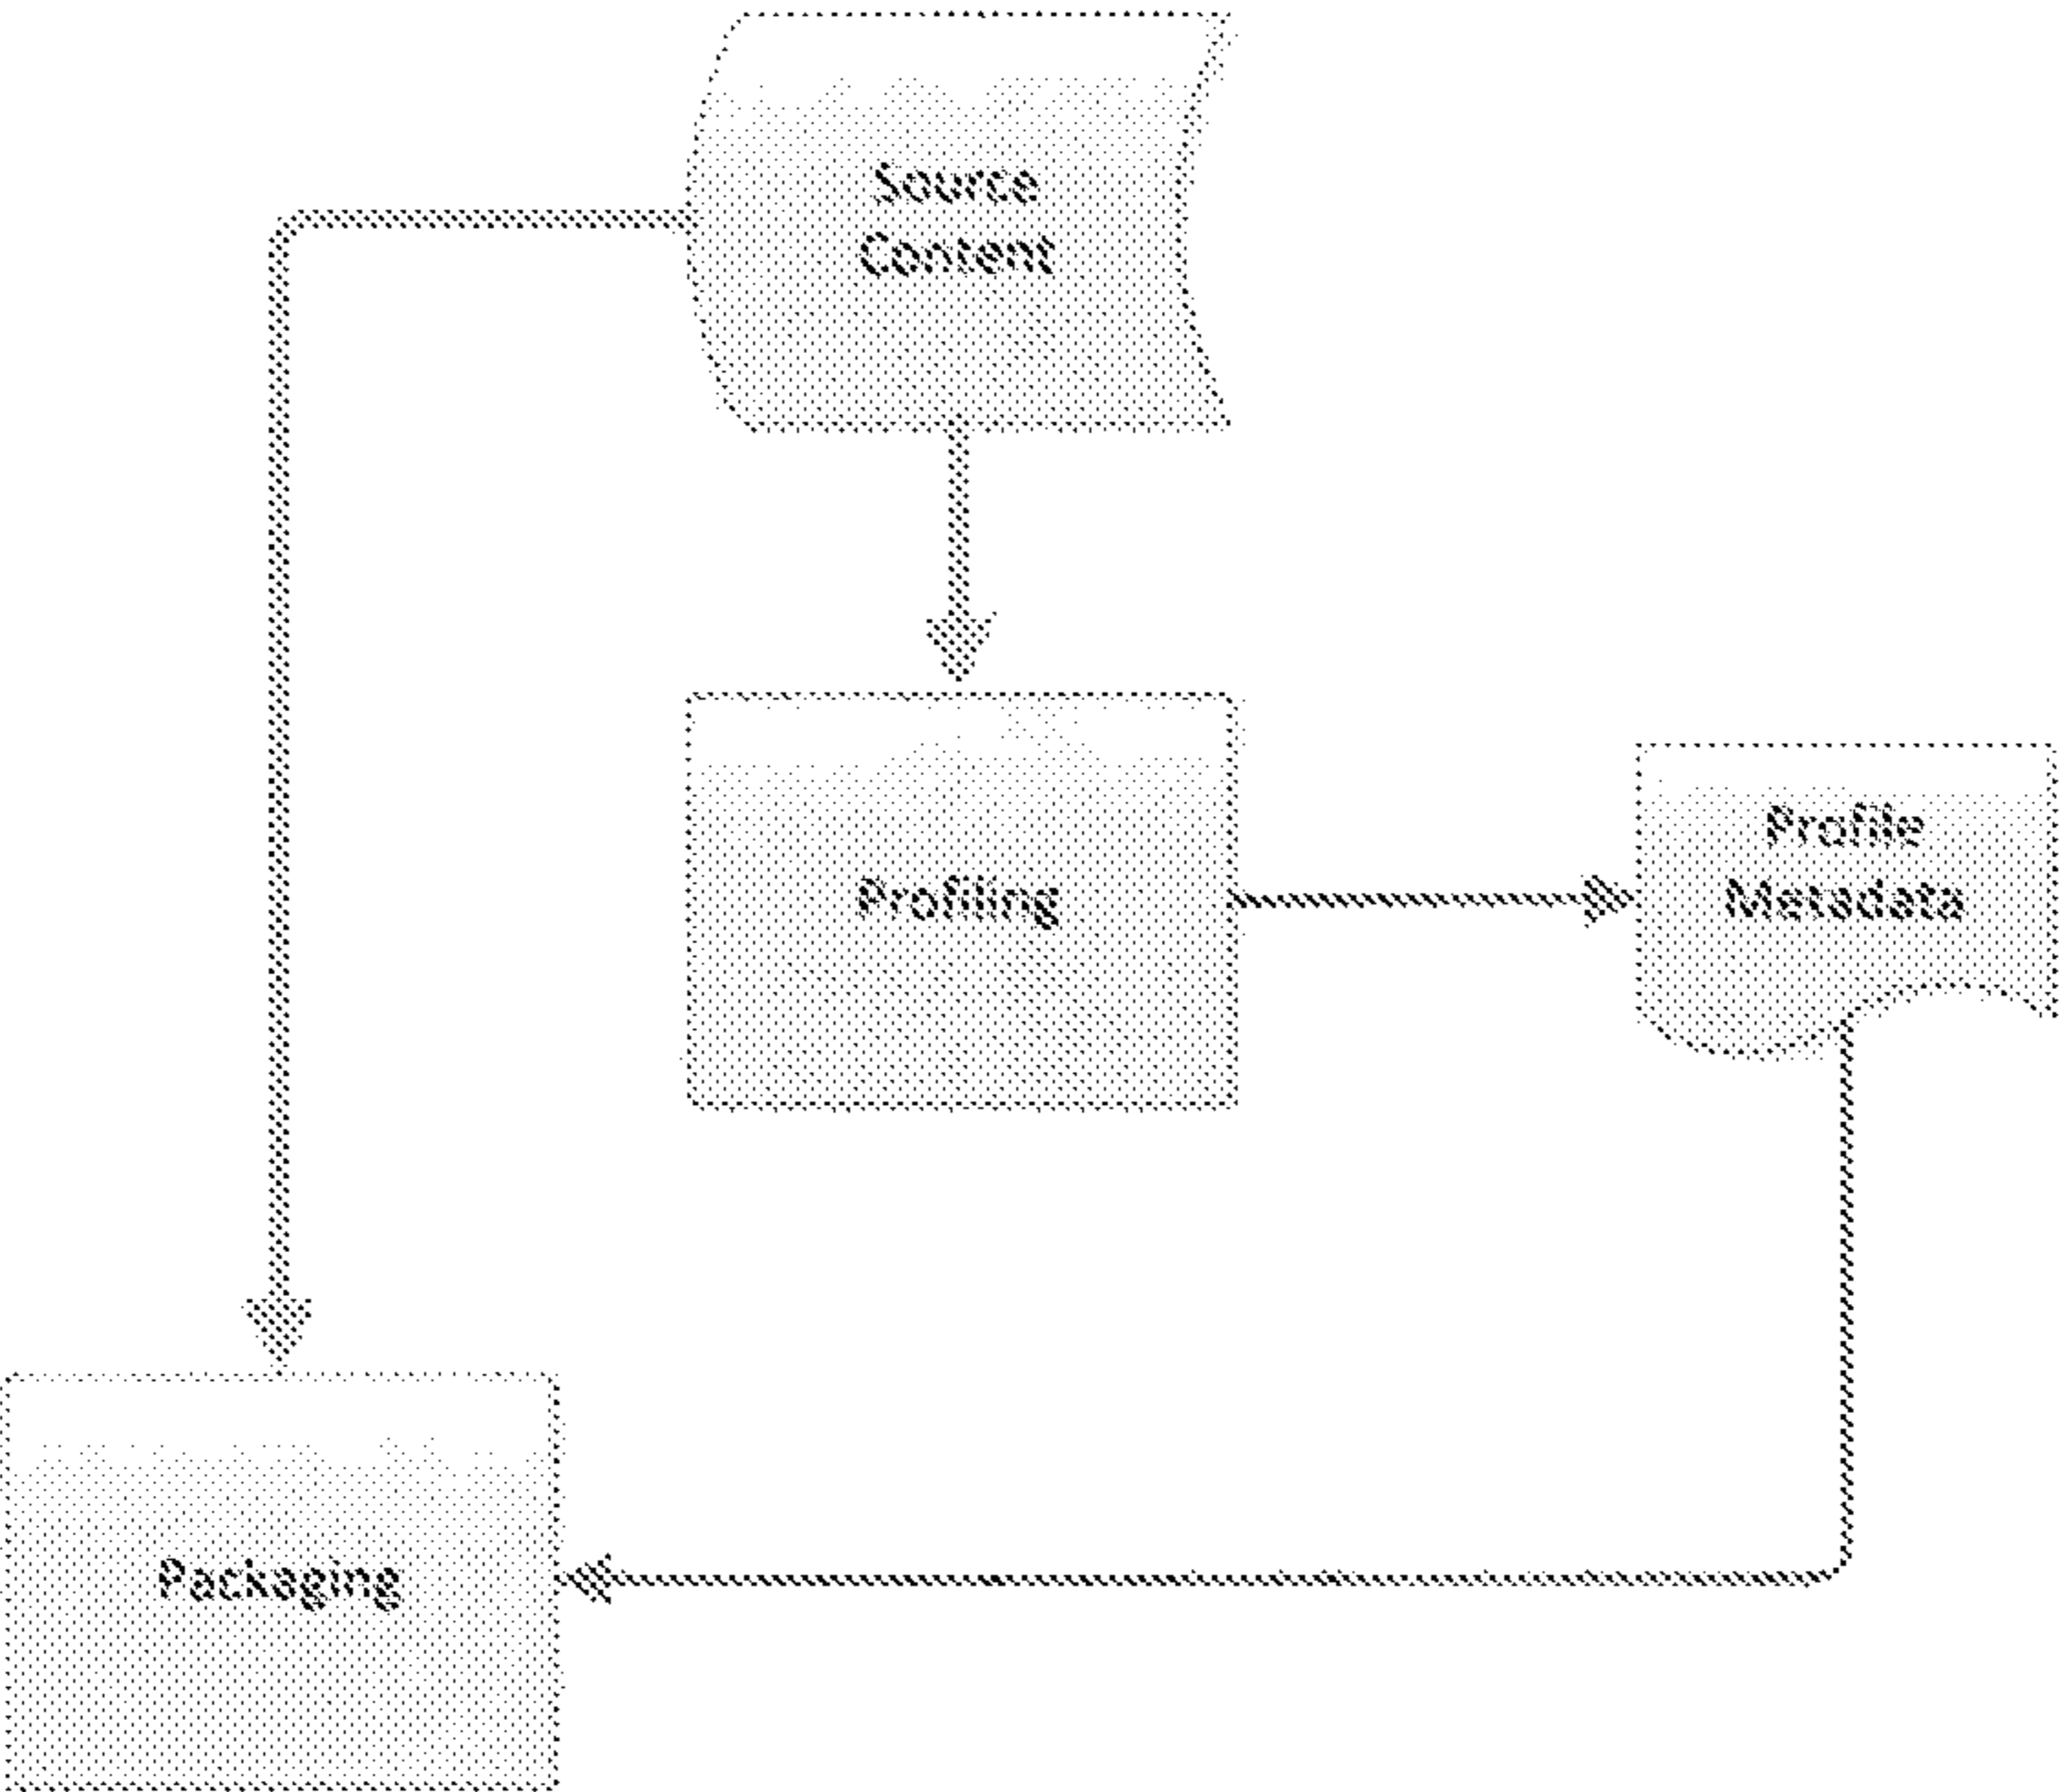 Source
Content
Profiling
Profile
Metadata
Packaging